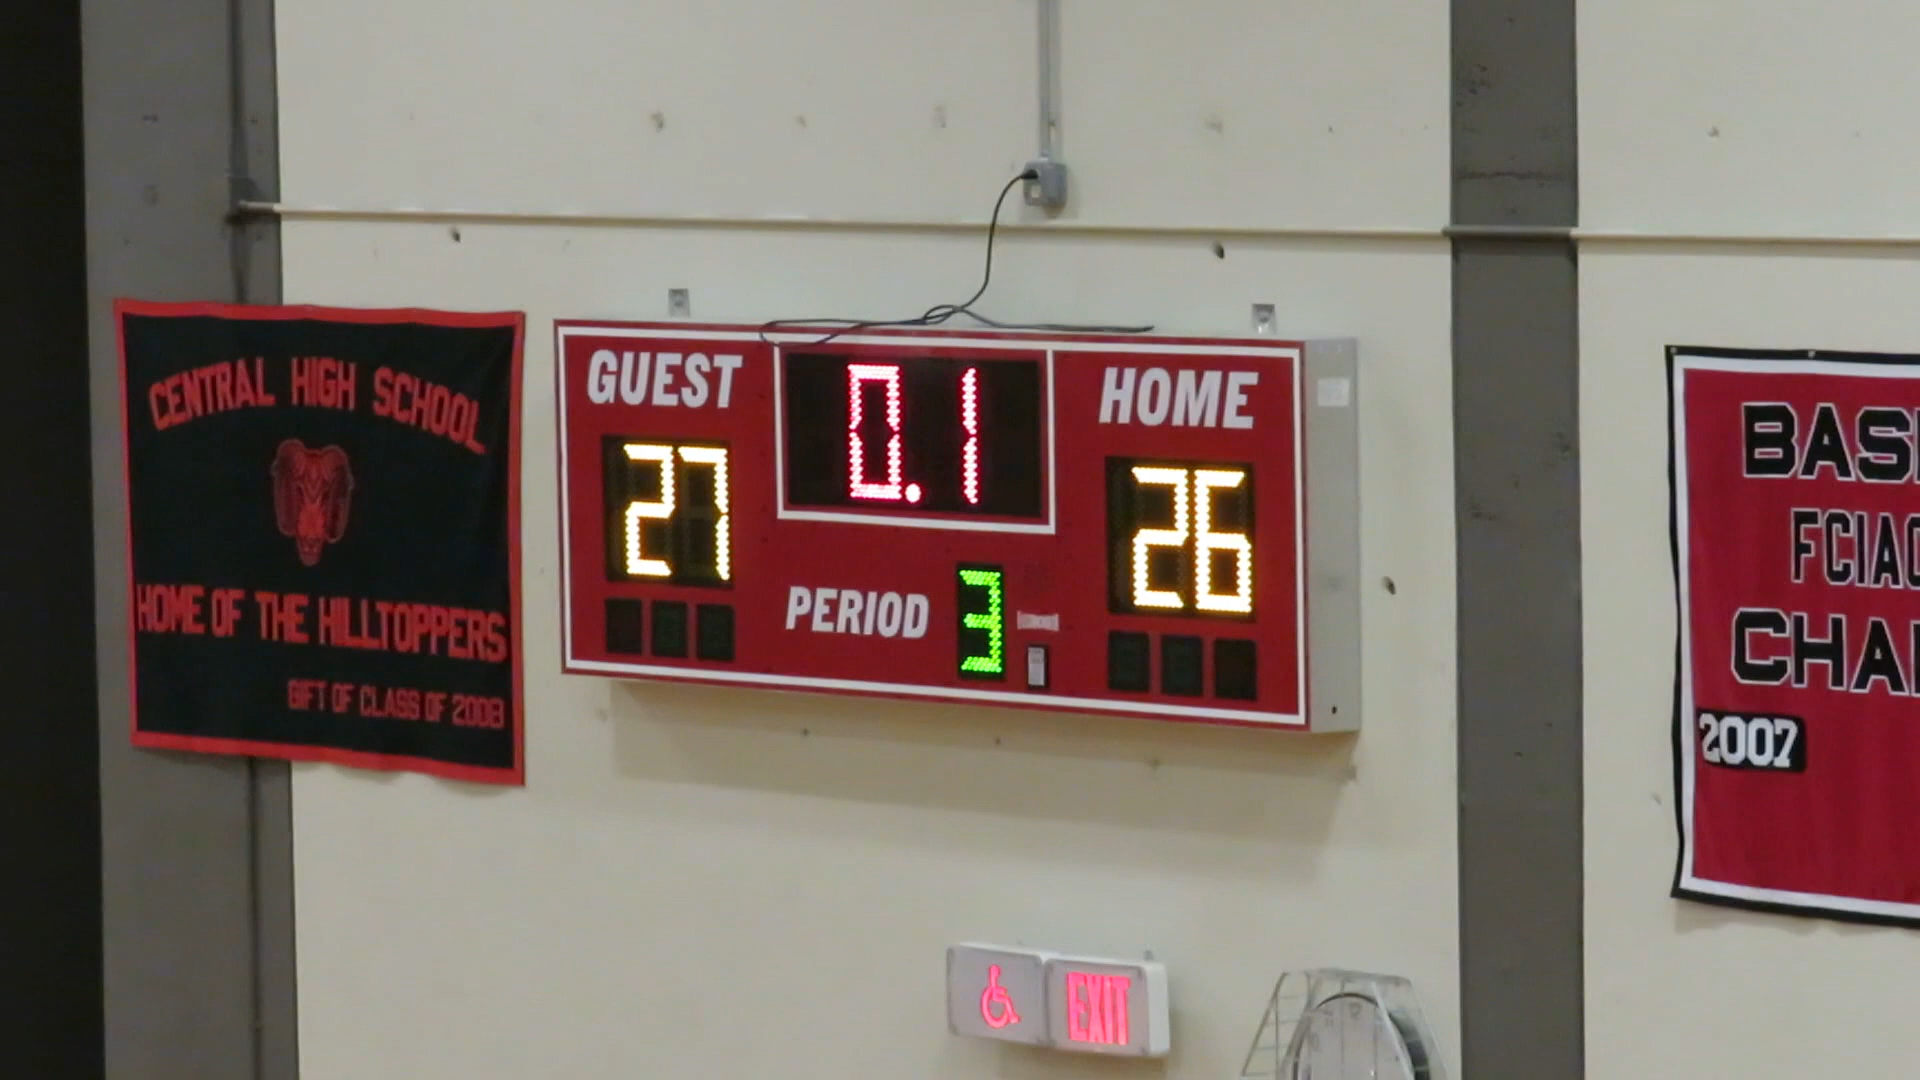 CENTRAL HIGH SCHOOL
HOME OF THE HILLTOPPERS
GIFT OF CLASS OF 2008
GUEST
0.1
HOME
27
26
PERIOD
3
EXIT
BAS
FCIAC
CHA
2007